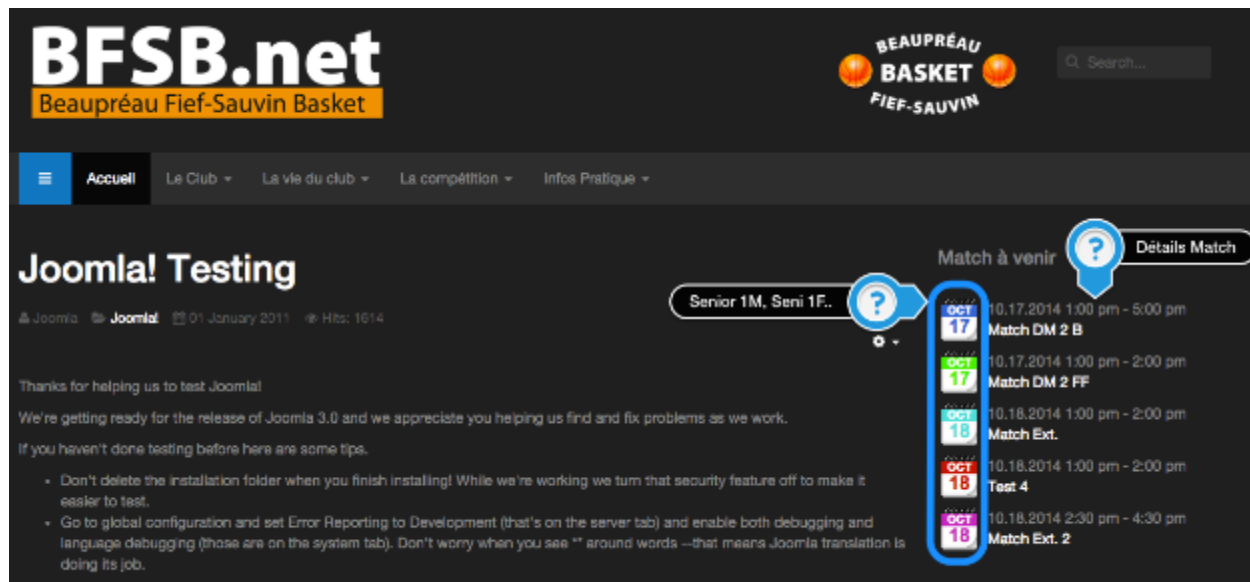 BFSB.net
Beaupréau Fief-Sauvin Basket
BEAUPRÉAU
BASKET
FIEF-SAUVIN
Search...
Accueil Le Club La vie du club La compétition Infos Pratique
Joomla! Testing
Joomla Joomla! 01 January 2011 Hits: 1614
Thanks for helping us to test Joomla!
We're getting ready for the release of Joomla 3.0 and we appreciate you helping us find and fix problems as we work.
If you haven't done testing before here are some tips.
• Don't delete the installation folder when you finish installing! While we're working we turn that security feature off to make it
easier to test.
• Go to global configuration and set Error Reporting to Development (that's on the server tab) and enable both debugging and
language debugging (those are on the system tab). Don't worry when you see "" around words --that means Joomla translation is
doing its job.
Senior 1M, Seni 1F.. ?
Match à venir
? Détails Match
OCT
17
10.17.2014 1:00 pm - 5:00 pm
Match DM 2 B
OCT
17
10.17.2014 1:00 pm - 2:00 pm
Match DM 2 FF
OCT
18
10.18.2014 1:00 pm - 2:00 pm
Match Ext.
OCT
18
10.18.2014 1:00 pm - 2:00 pm
Test 4
OCT
18
10.18.2014 2:30 pm - 4:30 pm
Match Ext. 2